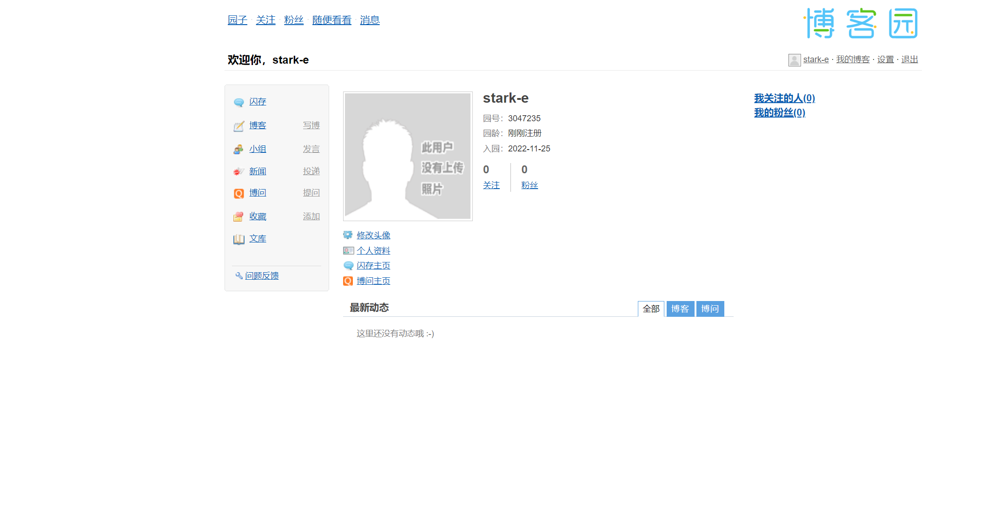 园子 · 关注 · 粉丝 · 随便看看 · 消息
博客园
欢迎你，stark-e
stark-e · 我的博客 · 设置 · 退出
闪存
博客 写博
小组 发言
新闻 投递
博问 提问
收藏 添加
文库
问题反馈
此用户
没有上传
照片
stark-e
园号：3047235
园龄：刚刚注册
入园：2022-11-25
0 0
关注 粉丝
修改头像
个人资料
闪存主页
博问主页
我关注的人(0)
我的粉丝(0)
最新动态 全部 博客 博问
这里还没有动态哦 :-)